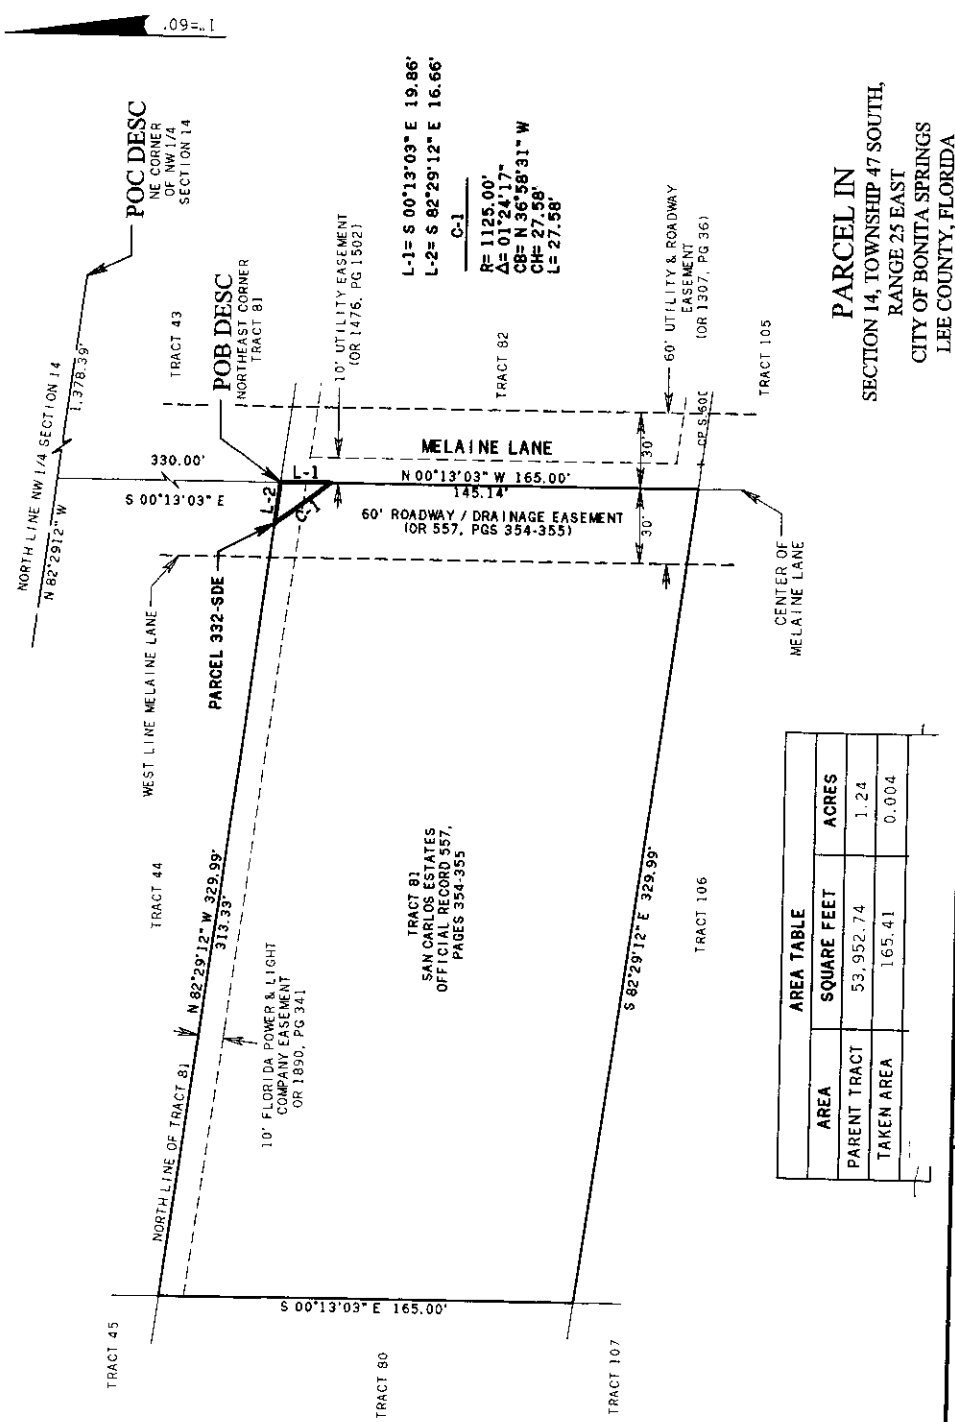 1"=60'
POC DESC
NE CORNER
OF NW 1/4
SECTION 14
NORTH LINE NW 1/4 SECTION 14
N 82°2912" W
1,378.39'
TRACT 43
POB DESC
NORTHEAST CORNER
TRACT 81
330.00'
S 00°13'03" E
L-1= S 00°13'03" E 19.86'
L-2= S 82°29'12" E 16.66'
C-1
R= 1125.00'
Δ= 01°24'17"
CB= N 36°58'31" W
CH= 27.58'
L= 27.58'
10' UTILITY EASEMENT
(OR 1476, PG 1502)
TRACT 82
60' UTILITY & ROADWAY
EASEMENT
(OR 1307, PG 36)
TRACT 105
L-1
L-2
C-1
MELAINE LANE
N 00°13'03" W 165.00'
145.14'
60' ROADWAY / DRAINAGE EASEMENT
(OR 557, PGS 354-355)
30'
30'
CENTER OF
MELAINE LANE
WEST LINE MELAINE LANE
PARCEL 332-SDE
TRACT 44
N 82°29'12" W 329.99'
313.33'
NORTH LINE OF TRACT 81
10' FLORIDA POWER & LIGHT
COMPANY EASEMENT
OR 1890, PG 341
TRACT 81
SAN CARLOS ESTATES
OFFICIAL RECORD 557,
PAGES 354-355
S 82°29'12" E 329.99'
TRACT 106
S 00°13'03" E 165.00'
TRACT 45
TRACT 80
TRACT 107
PARCEL IN
SECTION 14, TOWNSHIP 47 SOUTH,
RANGE 25 EAST
CITY OF BONITA SPRINGS
LEE COUNTY, FLORIDA
AREA TABLE
AREA SQUARE FEET ACRES
PARENT TRACT 53,952.74 1.24
TAKEN AREA 165.41 0.004